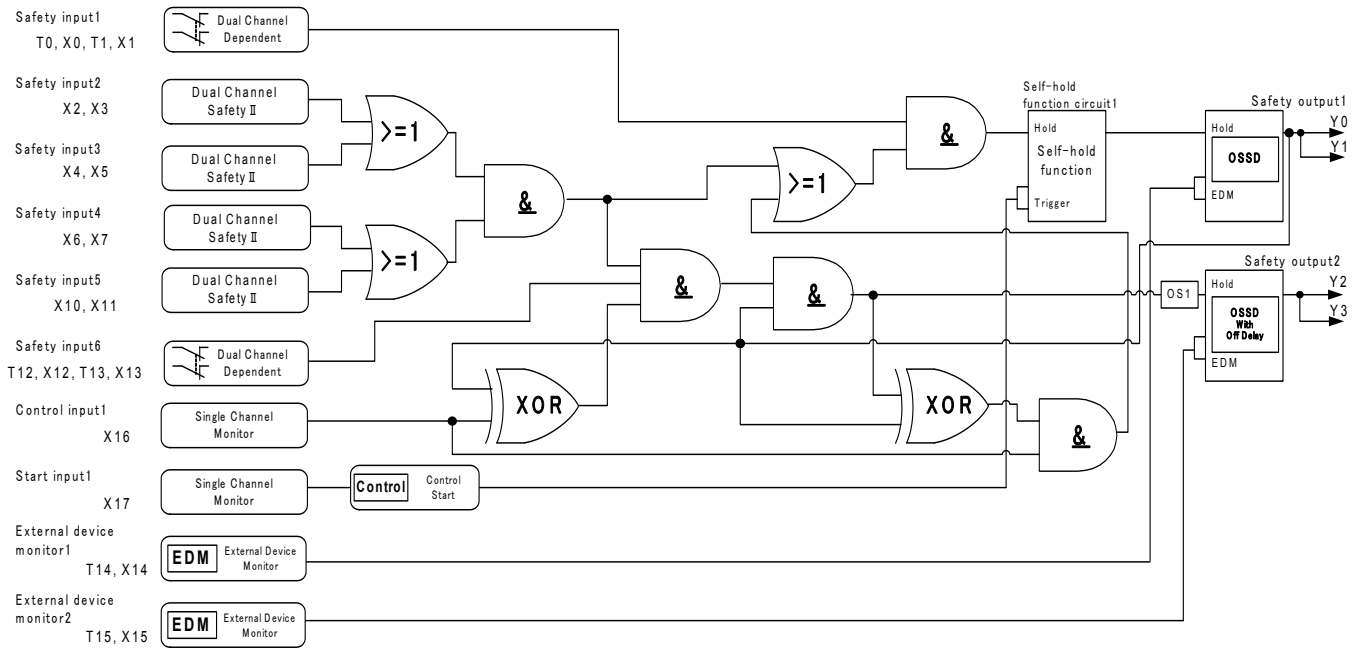 Safety input1
T0, X0, T1, X1
Dual Channel
Dependent
Safety input2
X2, X3
Dual Channel
Safety Ⅱ
Safety input3
X4, X5
Dual Channel
Safety Ⅱ
Safety input4
X6, X7
Dual Channel
Safety Ⅱ
Safety input5
X10, X11
Dual Channel
Safety Ⅱ
Safety input6
T12, X12, T13, X13
Dual Channel
Dependent
Control input1
X16
Single Channel
Monitor
Start input1
X17
Single Channel
Monitor
Control
Control
Start
External device
monitor1
T14, X14
EDM
External Device
Monitor
External device
monitor2
T15, X15
EDM
External Device
Monitor
>=1
>=1
&
&
&
XOR
>=1
&
XOR
&
Self-hold
function circuit1
Hold
Self-hold
function
Trigger
Safety output1
Hold
OSSD
EDM
Y0
Y1
OS1
Safety output2
Hold
OSSD
With
Off Delay
EDM
Y2
Y3